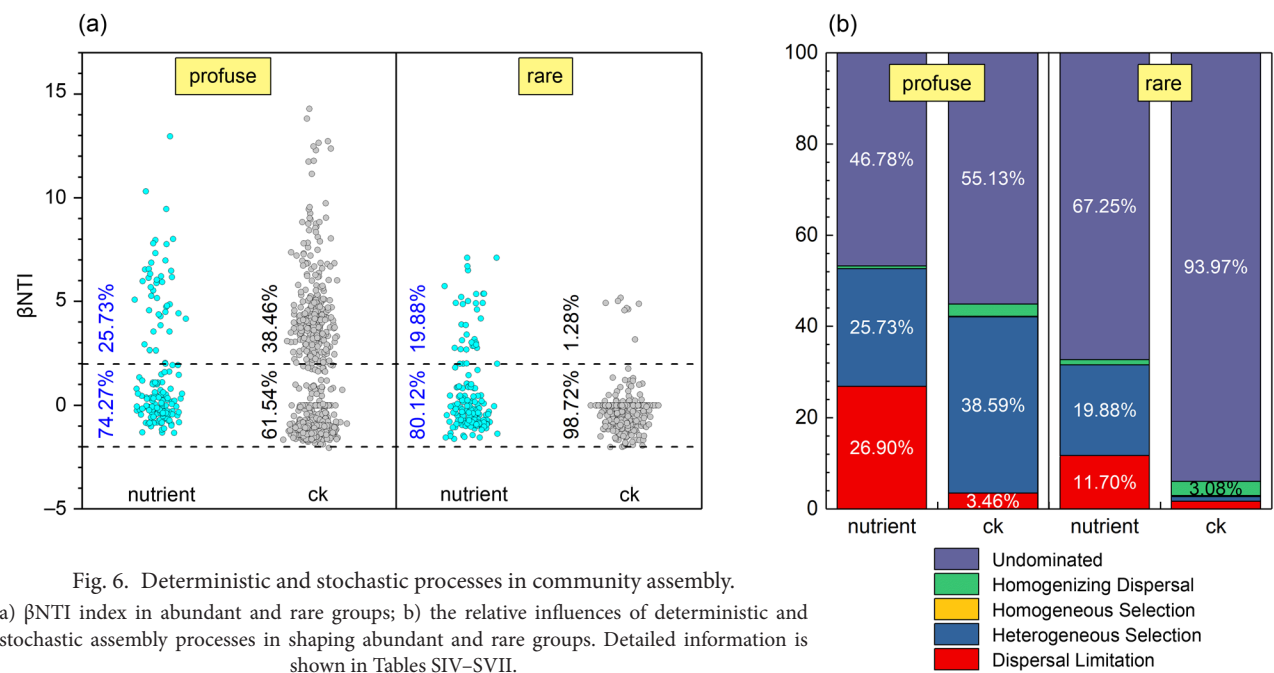 (a)
profuse
rare
15
10
5
0
–5
βNTI
25.73%
74.27%
38.46%
61.54%
19.88%
80.12%
1.28%
98.72%
nutrient
ck
nutrient
ck
(b)
profuse
rare
100
80
60
40
20
0
46.78%
25.73%
26.90%
55.13%
38.59%
3.46%
67.25%
19.88%
11.70%
93.97%
3.08%
nutrient
ck
nutrient
ck
Undominated
Homogenizing Dispersal
Homogeneous Selection
Heterogeneous Selection
Dispersal Limitation
Fig. 6. Deterministic and stochastic processes in community assembly.
a) βNTI index in abundant and rare groups; b) the relative influences of deterministic and
stochastic assembly processes in shaping abundant and rare groups. Detailed information is
shown in Tables SIV–SVII.